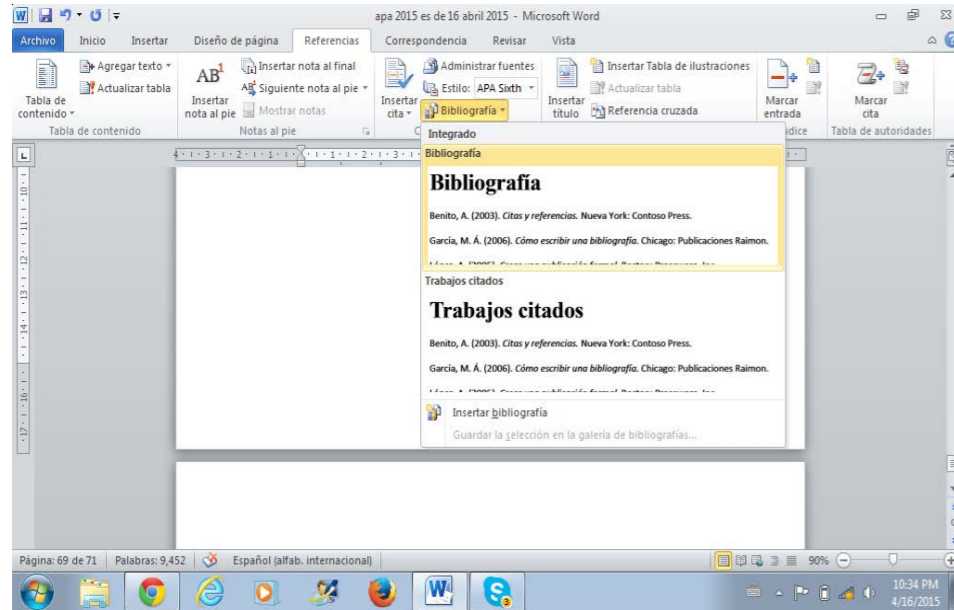 apa 2015 es de 16 abril 2015 - Microsoft Word
Archivo Inicio Insertar Diseño de página Referencias Correspondencia Revisar Vista
Tabla de contenido
Agregar texto
Actualizar tabla
Tabla de contenido
AB1
Insertar nota al pie
Insertar nota al final
Siguiente nota al pie
Mostrar notas
Notas al pie
Insertar cita
Administrar fuentes
Estilo: APA Sixth
Bibliografía
Insertar título
Insertar Tabla de ilustraciones
Actualizar tabla
Referencia cruzada
Marcar entrada
Marcar cita
Tabla de autoridades
Integrado
Bibliografía
Bibliografía
Benito, A. (2003). Citas y referencias. Nueva York: Contoso Press.
García, M. Á. (2006). Cómo escribir una bibliografía. Chicago: Publicaciones Raimon.
Trabajos citados
Trabajos citados
Benito, A. (2003). Citas y referencias. Nueva York: Contoso Press.
García, M. Á. (2006). Cómo escribir una bibliografía. Chicago: Publicaciones Raimon.
Insertar bibliografía
Guardar la selección en la galería de bibliografías...
Página: 69 de 71 Palabras: 9,452 Español (alfab. internacional) 90%
10:34 PM
4/16/2015